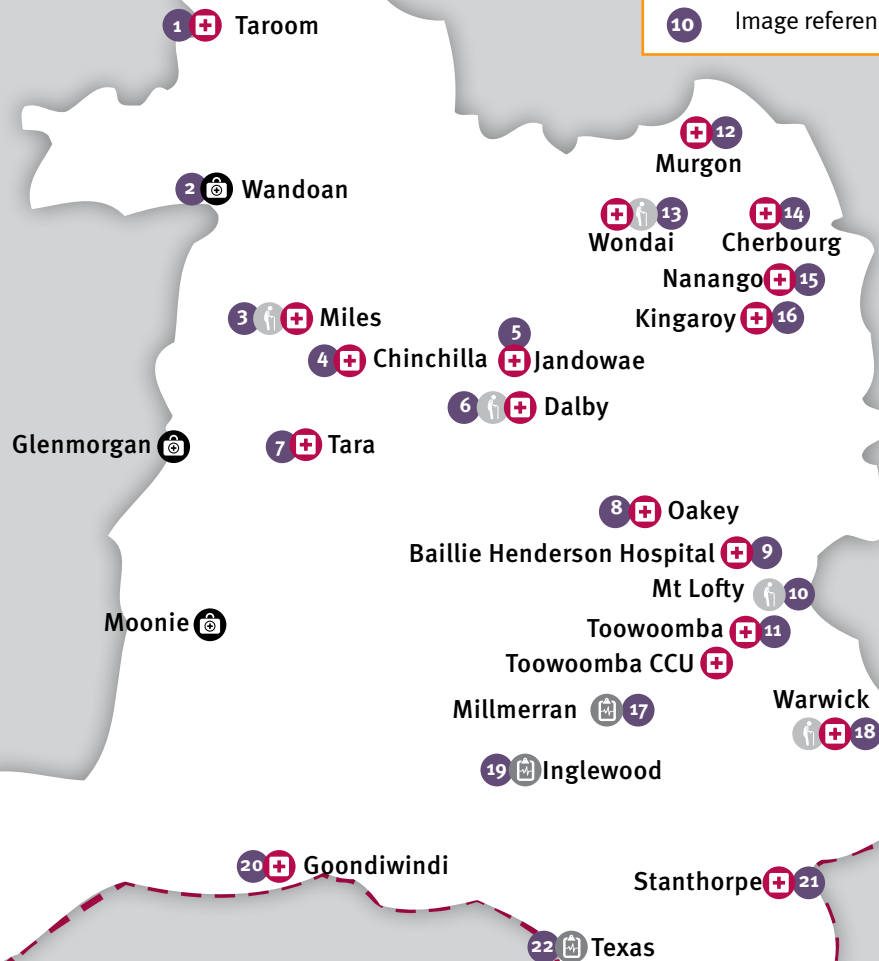 10 Image referen
1 Taroom
12
Murgon
2 Wandoan
13 14
Wondai Cherbourg
Nanango 15
3 Miles
Kingaroy 16
5
4 Chinchilla Jandowae
6 Dalby
Glenmorgan
7 Tara
8 Oakey
Baillie Henderson Hospital 9
Mt Lofty 10
Moonie
Toowoomba 11
Toowoomba CCU
Warwick
Millmerran 17
18
19 Inglewood
20 Goondiwindi
Stanthorpe 21
22 Texas